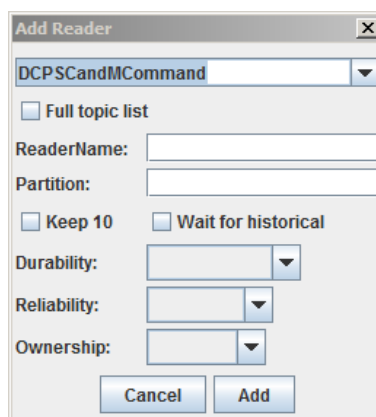 Add Reader
DCPSCandMCommand
Full topic list
ReaderName:
Partition:
Keep 10 Wait for historical
Durability:
Reliability:
Ownership:
Cancel Add